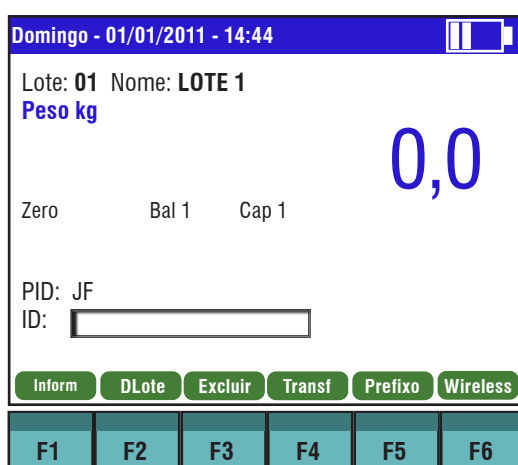 Domingo - 01/01/2011 - 14:44
Lote: 01 Nome: LOTE 1
Peso kg
0,0
Zero Bal 1 Cap 1
PID: JF
ID:
Inform DLote Excluir Transf Prefixo Wireless
F1 F2 F3 F4 F5 F6